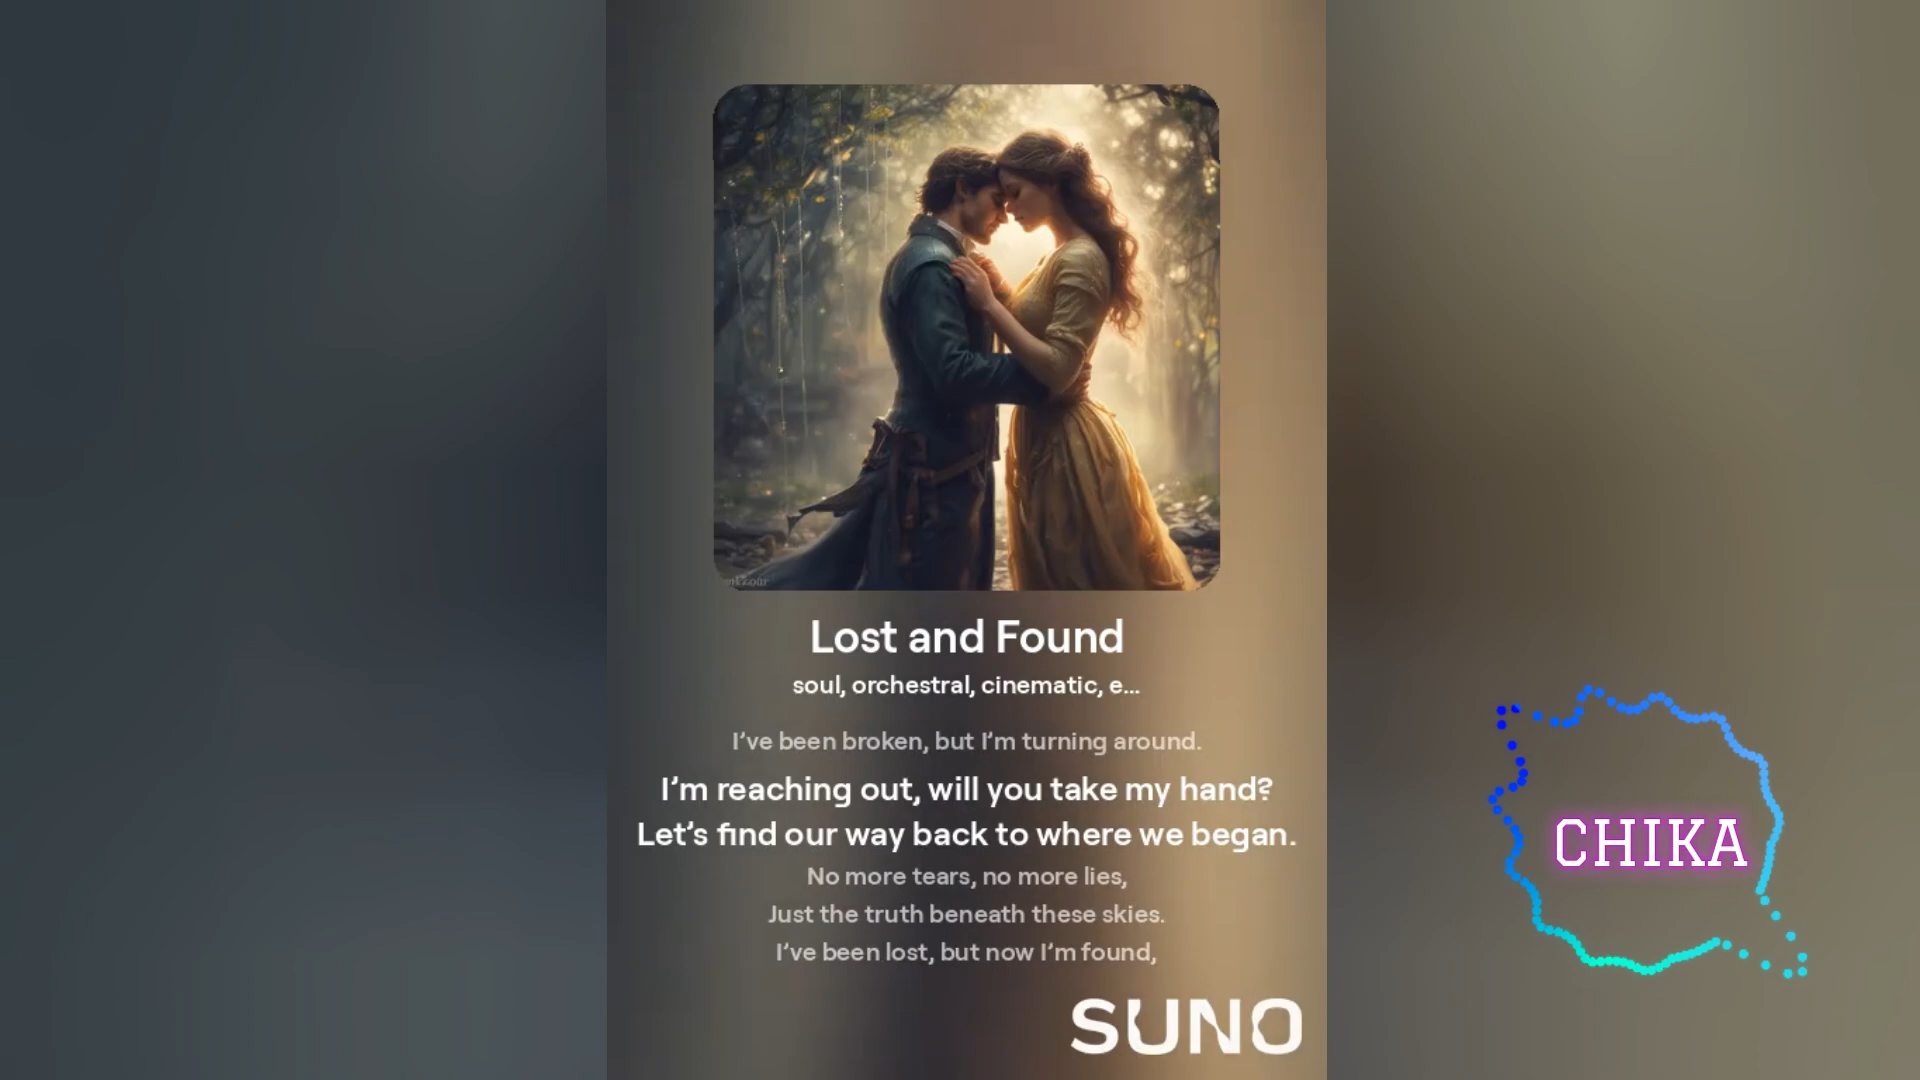 Lost and Found
soul, orchestral, cinematic, e...
I've been broken, but I'm turning around.
I'm reaching out, will you take my hand?
Let's find our way back to where we began.
No more tears, no more lies,
Just the truth beneath these skies.
I've been lost, but now I'm found,
SUNO
CHIKA